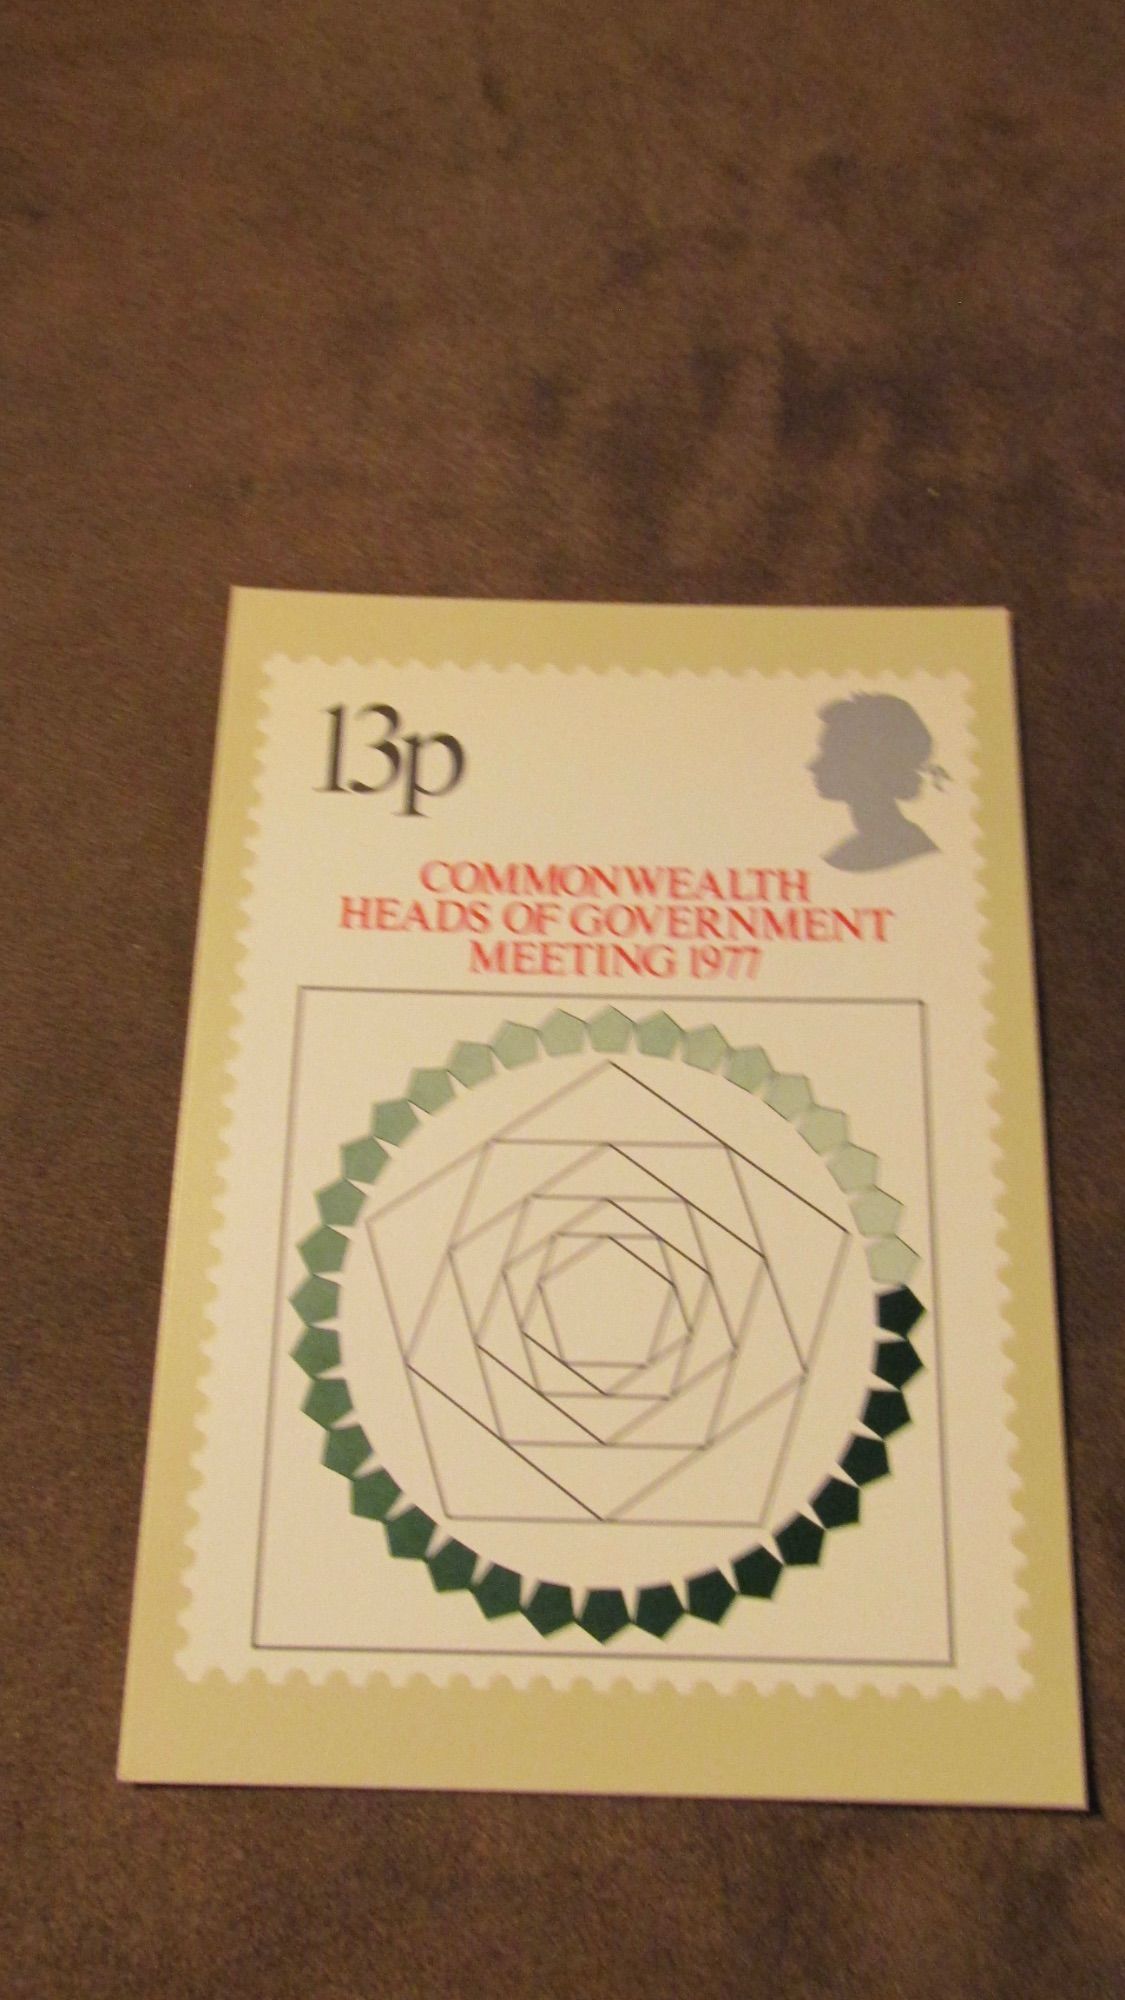 13p
COMMONWEALTH
HEADS OF GOVERNMENT
MEETING 1977